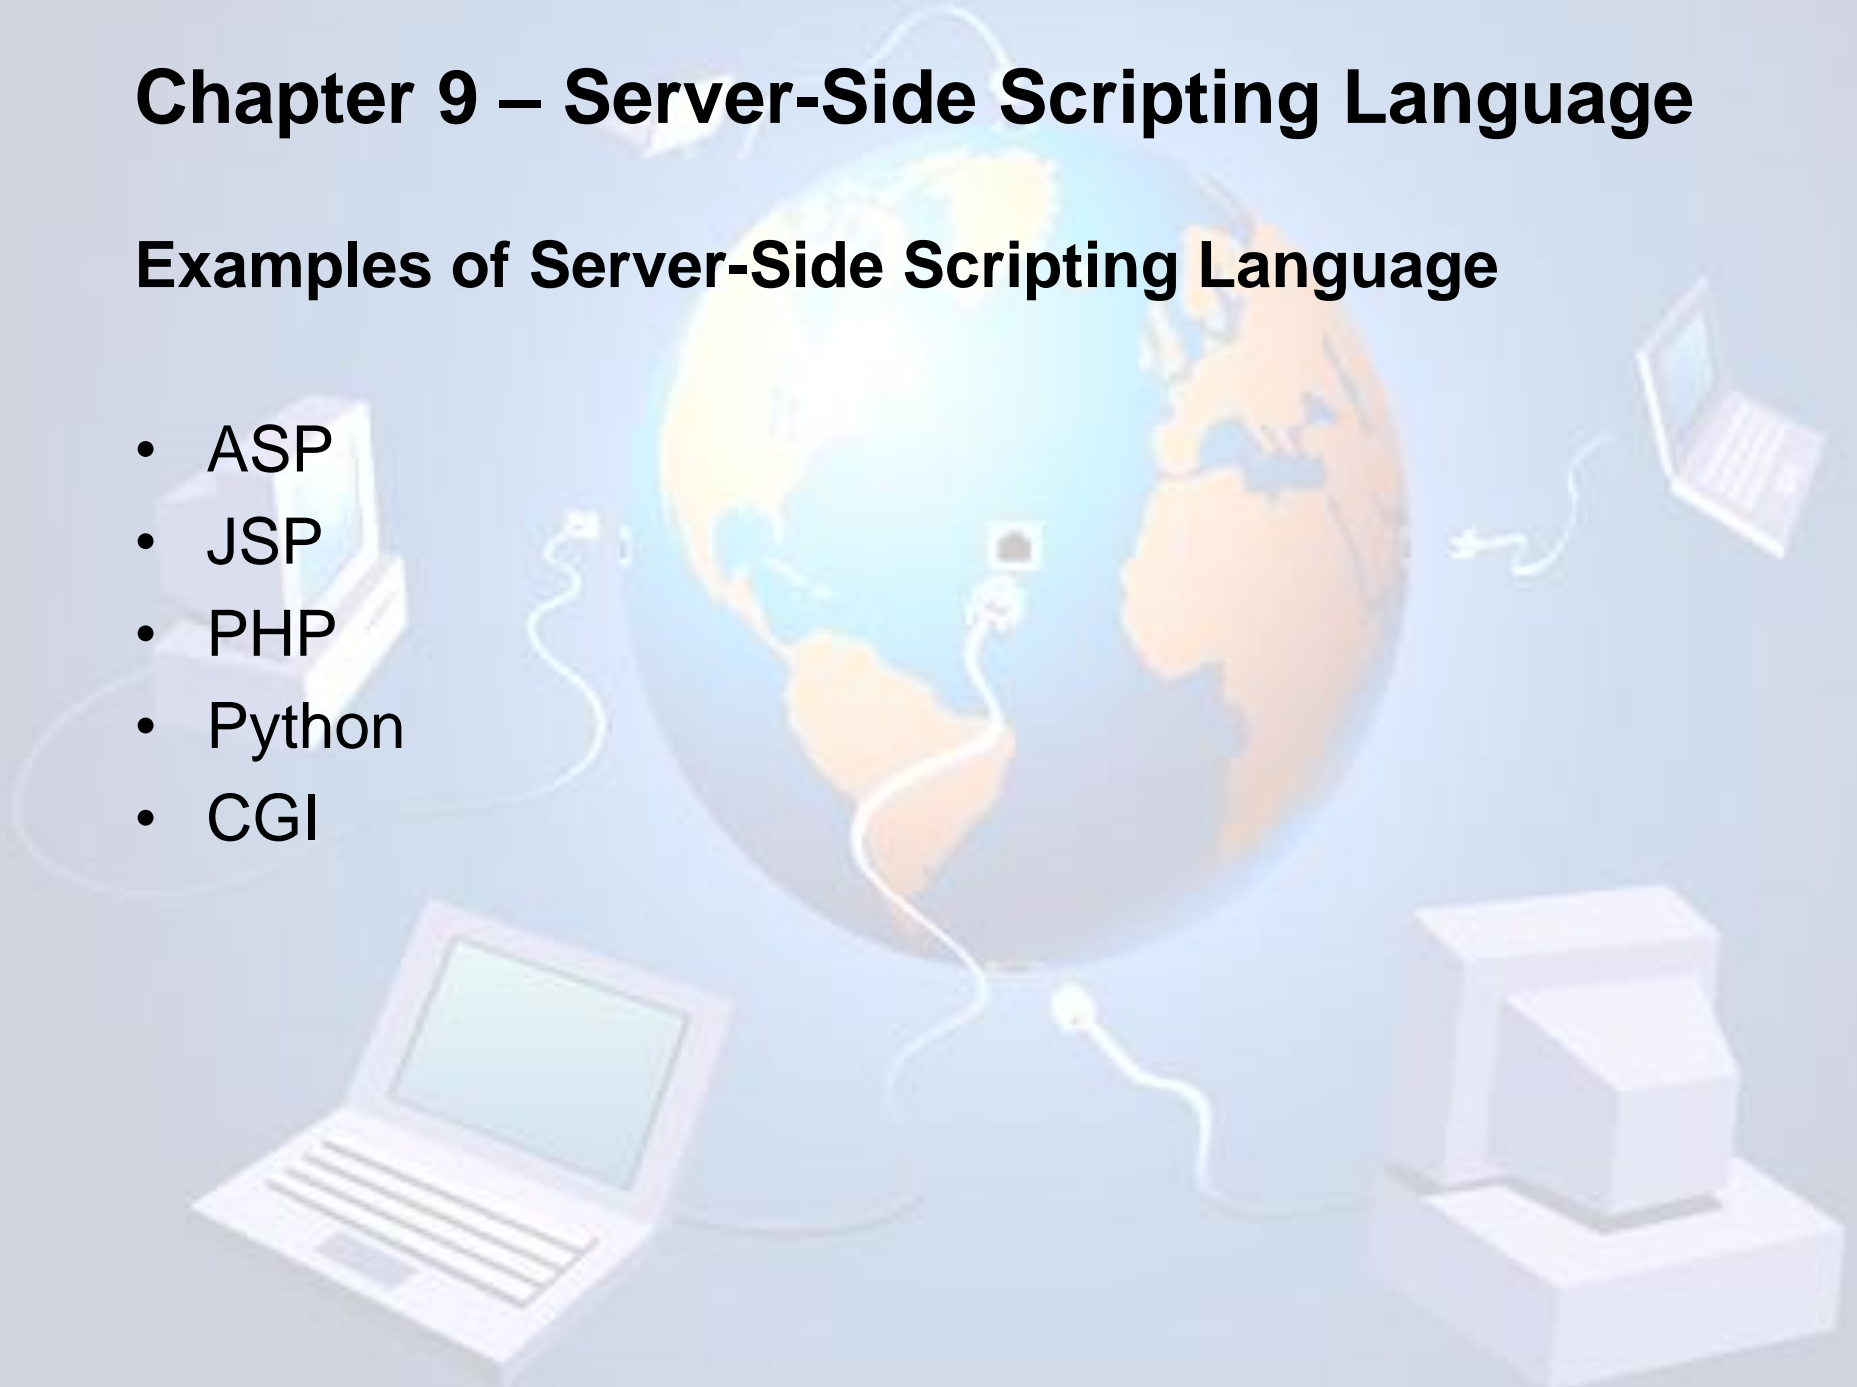 Chapter 9 – Server-Side Scripting Language
Examples of Server-Side Scripting Language
• ASP
• JSP
• PHP
• Python
• CGI